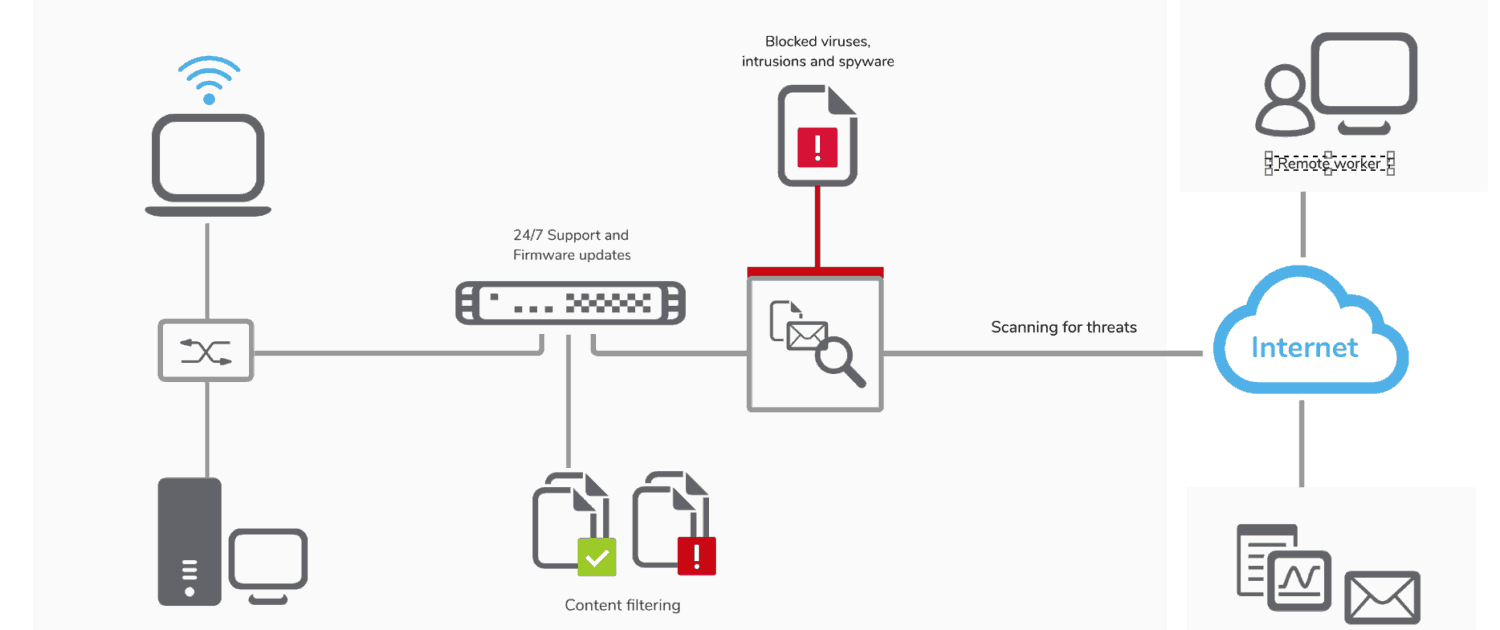 Blocked viruses,
intrusions and spyware
Remote worker
24/7 Support and
Firmware updates
Scanning for threats
Internet
Content filtering